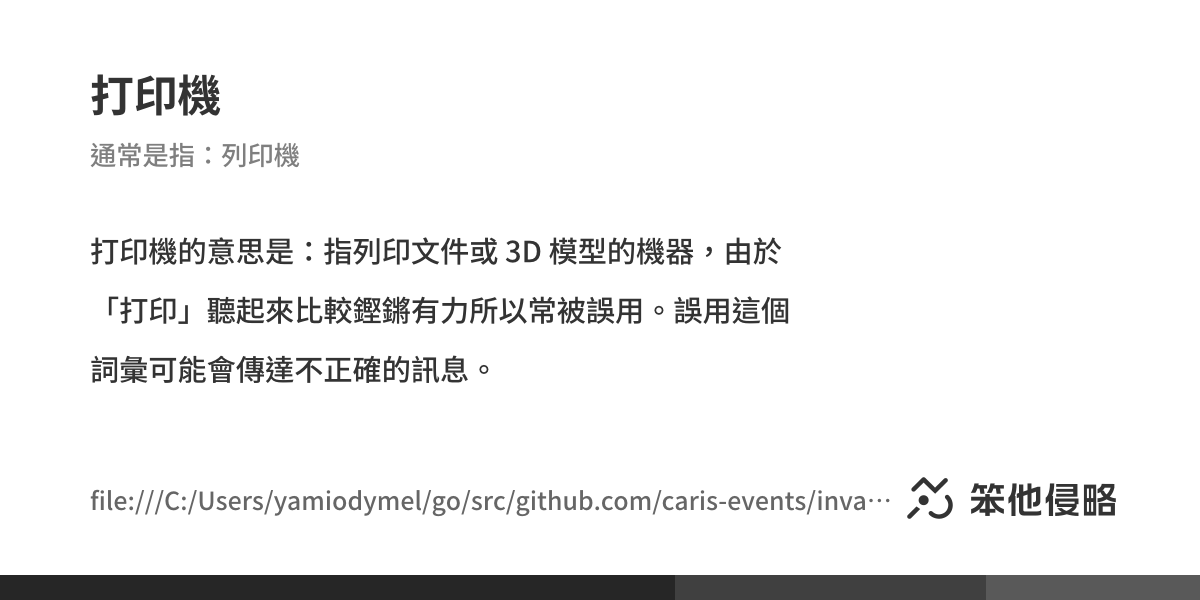 打印機
通常是指：列印機
打印機的意思是：指列印文件或 3D 模型的機器，由於
「打印」聽起來比較鏗鏘有力所以常被誤用。誤用這個
詞彙可能會傳達不正確的訊息。
file:///C:/Users/yamiodymel/go/src/github.com/caris-events/inva⋯
笨他侵略